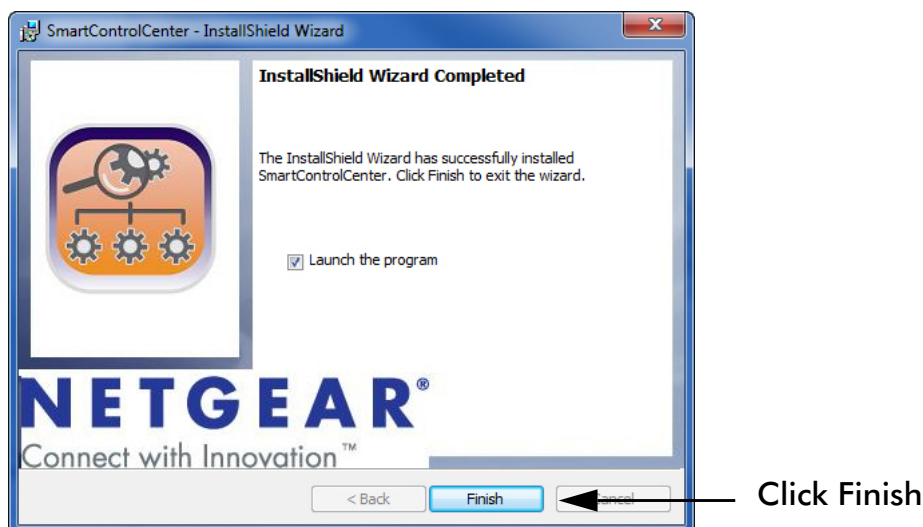 SmartControlCenter - InstallShield Wizard
InstallShield Wizard Completed
The InstallShield Wizard has successfully installed
SmartControlCenter. Click Finish to exit the wizard.
Launch the program
NETGEAR®
Connect with Innovation™
< Back Finish Cancel
Click Finish